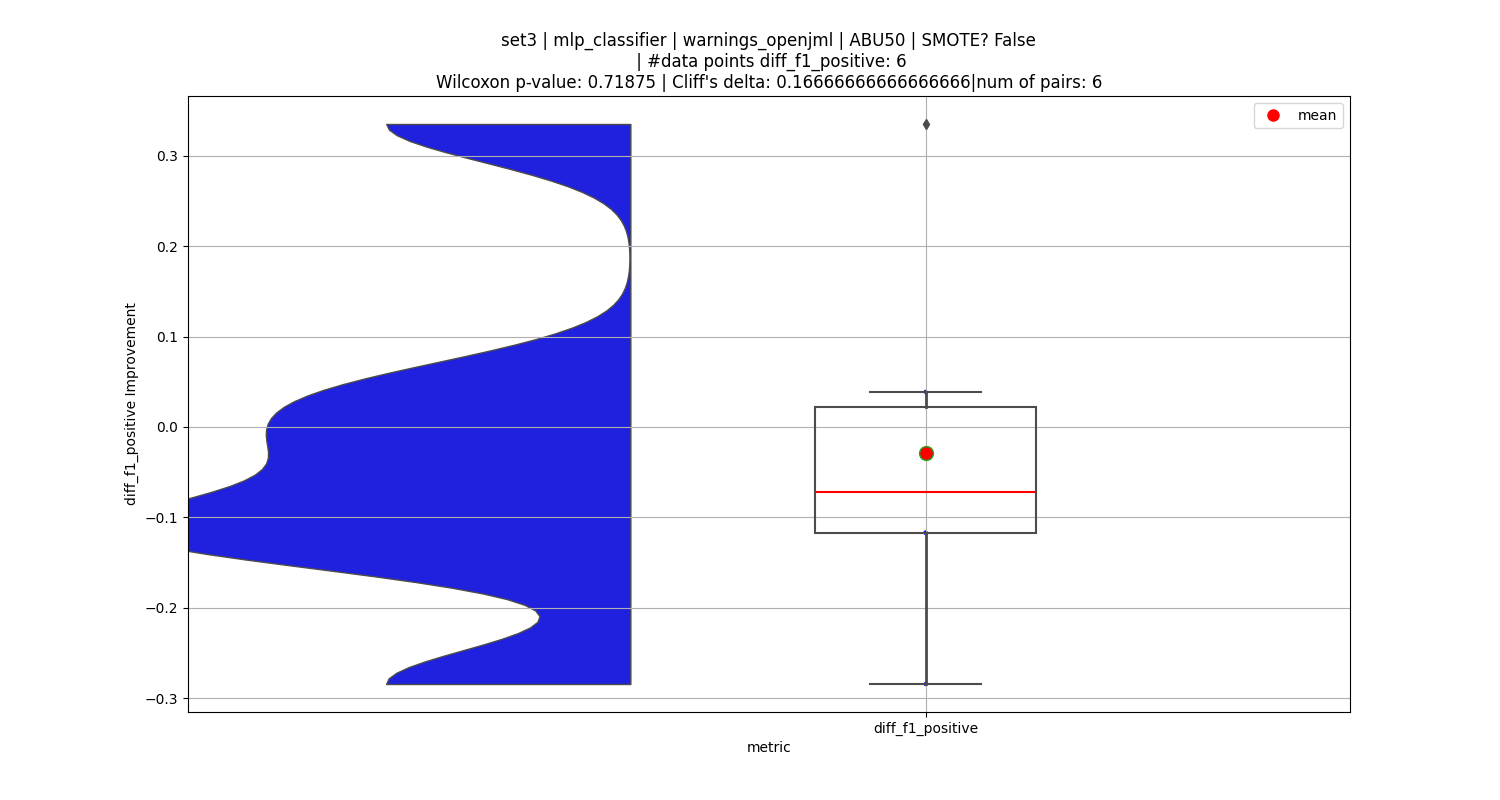 set3 | mlp_classifier | warnings_openjml | ABU50 | SMOTE? False
| #data points diff_f1_positive: 6
Wilcoxon p-value: 0.71875 | Cliff's delta: 0.16666666666666666|num of pairs: 6
mean
0.3
0.2
0.1
0.0
−0.1
−0.2
−0.3
diff_f1_positive Improvement
diff_f1_positive
metric